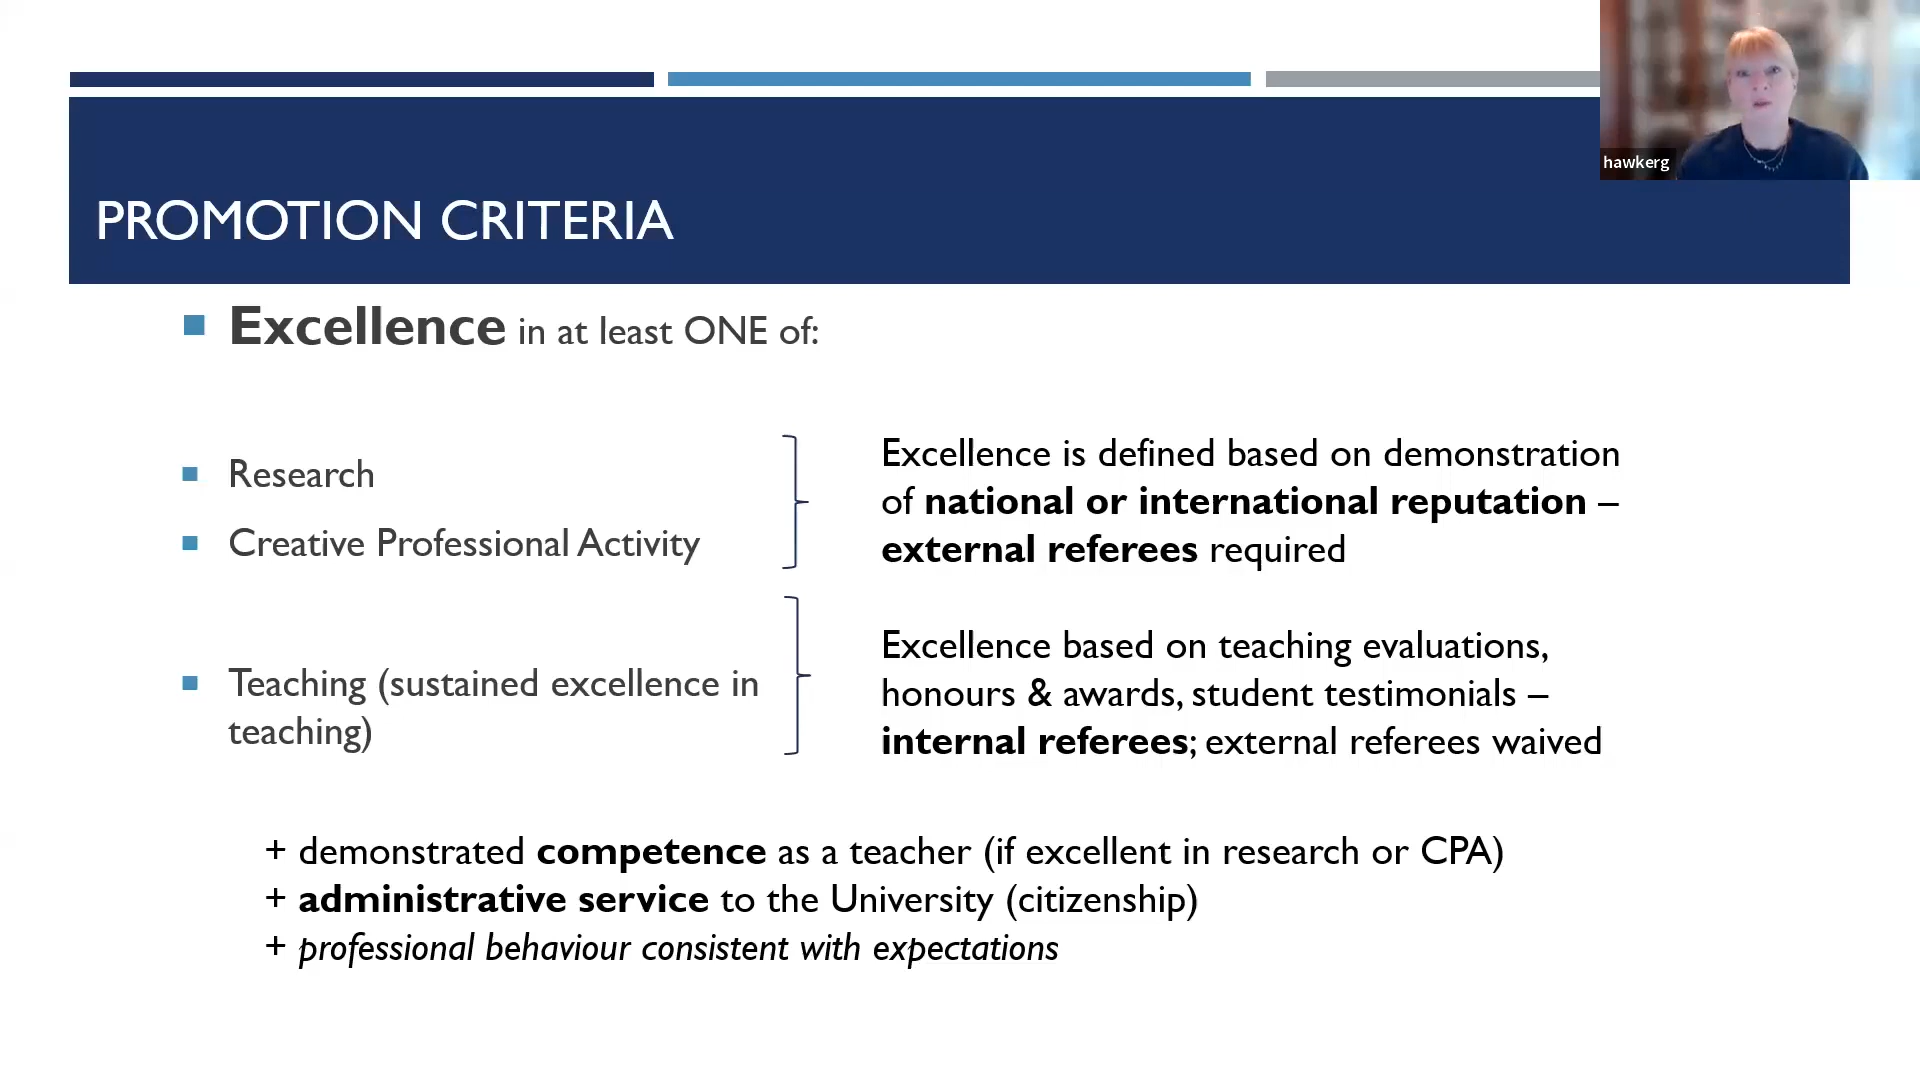 hawkerg
PROMOTION CRITERIA
Excellence in at least ONE of:
Research
Creative Professional Activity
Excellence is defined based on demonstration
of national or international reputation –
external referees required
Teaching (sustained excellence in
teaching)
Excellence based on teaching evaluations,
honours & awards, student testimonials –
internal referees; external referees waived
+ demonstrated competence as a teacher (if excellent in research or CPA)
+ administrative service to the University (citizenship)
+ professional behaviour consistent with expectations